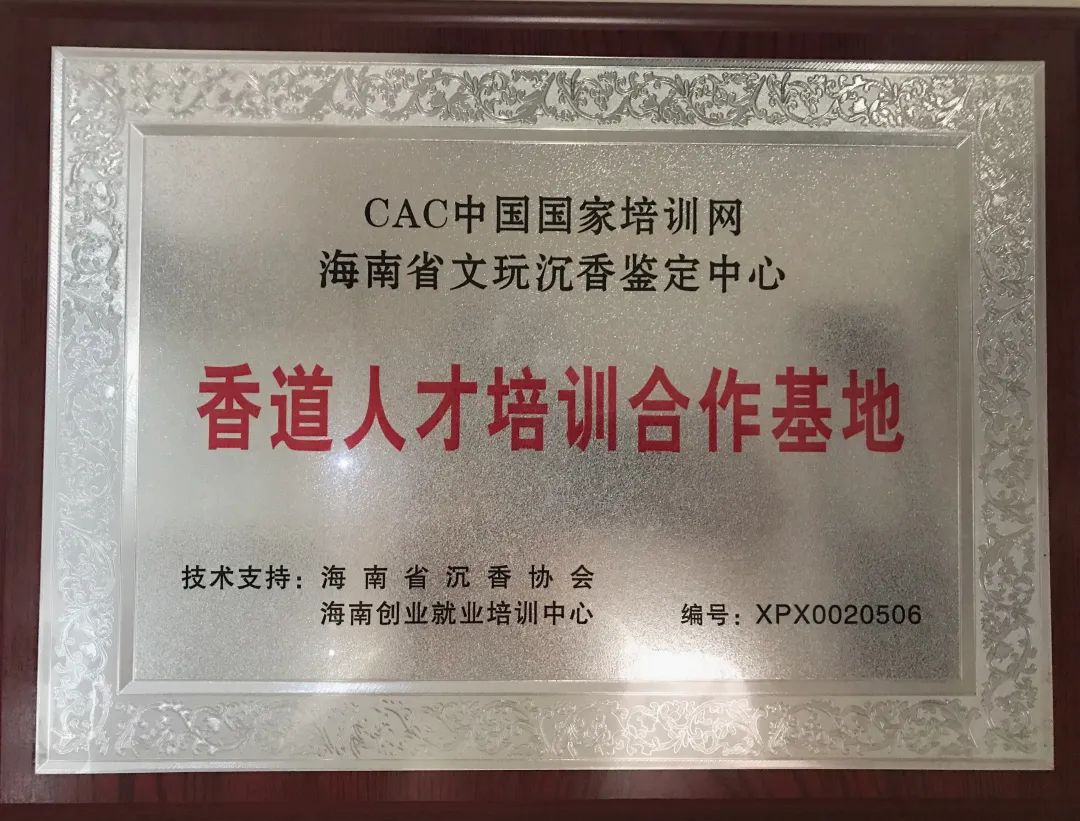 CAC中国国家培训网
海南省文玩沉香鉴定中心
香道人才培训合作基地
技术支持：海南省沉香协会
海南创业就业培训中心 编号：XPX0020506